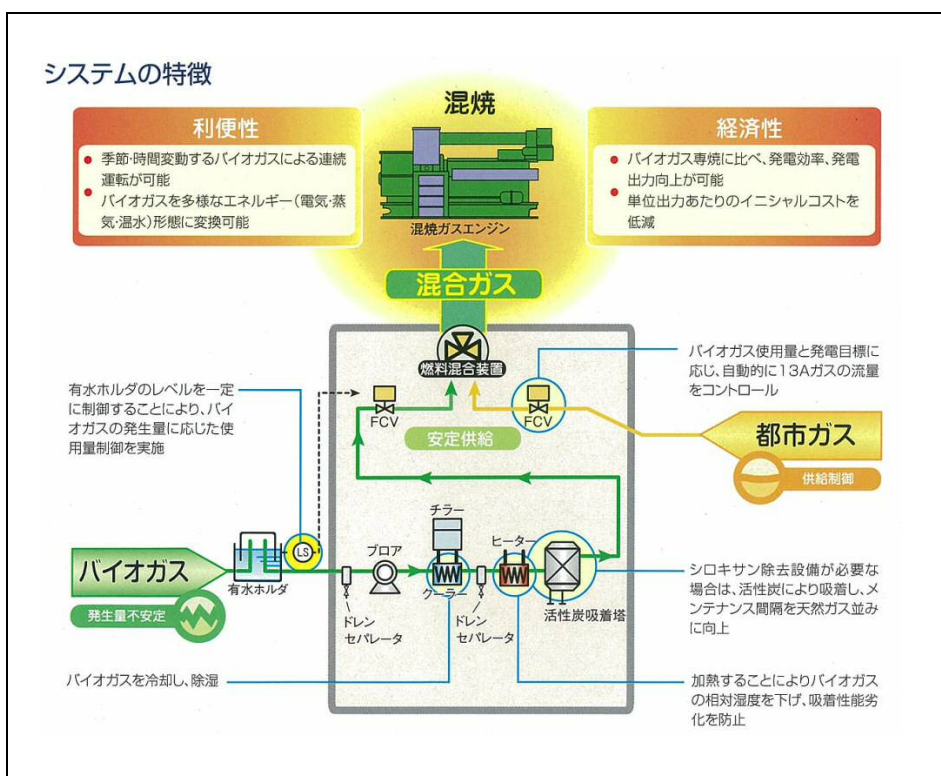 システムの特徴
利便性
● 季節・時間変動するバイオガスによる連続
運転が可能
● バイオガスを多様なエネルギー（電気・蒸
気・温水）形態に変換可能
混焼
混焼ガスエンジン
経済性
● バイオガス専焼に比べ、発電効率、発電
出力向上が可能
● 単位出力あたりのイニシャルコストを
低減
混合ガス
燃料混合装置
バイオガス使用量と発電目標に
応じ、自動的に13Aガスの流量
をコントロール
有水ホルダのレベルを一定
に制御することにより、バイ
オガスの発生量に応じた使
用量制御を実施
FCV
FCV
安定供給
都市ガス
供給制御
バイオガス
発生量不安定
有水ホルダ
LS
ドレン
セパレータ
ブロア
チラー
クーラー
ドレン
セパレータ
ヒーター
活性炭吸着塔
シロキサン除去設備が必要な
場合は、活性炭により吸着し、メ
ンテナンス間隔を天然ガス並み
に向上
バイオガスを冷却し、除湿
加熱することによりバイオガス
の相対湿度を下げ、吸着性能劣
化を防止